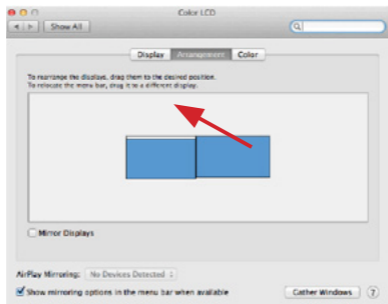 Color LCD
Show All
Display Arrangement Color
To rearrange the displays, drag them to the desired position.
To relocate the menu bar, drag it to a different display.
Mirror Displays
AirPlay Mirroring: No Devices Detected
Show mirroring options in the menu bar when available
Gather Windows ?